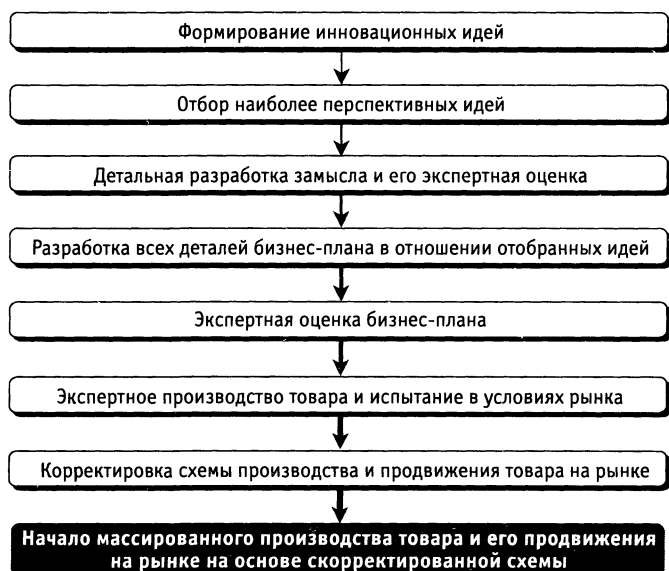 Формирование инновационных идей
Отбор наиболее перспективных идей
Детальная разработка замысла и его экспертная оценка
Разработка всех деталей бизнес-плана в отношении отобранных идей
Экспертная оценка бизнес-плана
Экспертное производство товара и испытание в условиях рынка
Корректировка схемы производства и продвижения товара на рынке
Начало массированного производства товара и его продвижения
на рынке на основе скорректированной схемы